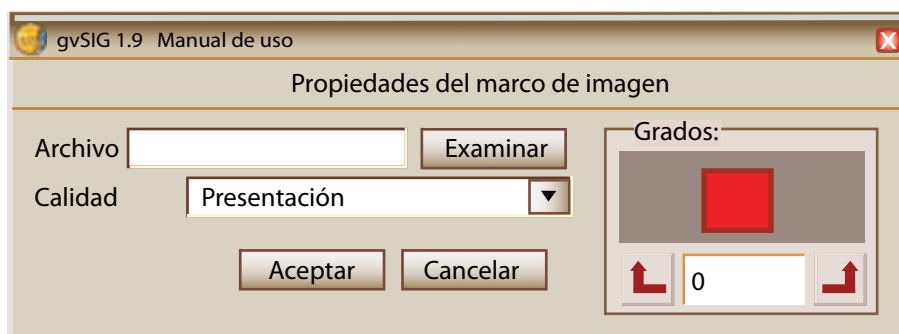 gvSIG 1.9 Manual de uso
X
Propiedades del marco de imagen
Archivo
Examinar
Calidad
Presentación
Aceptar
Cancelar
Grados:
0